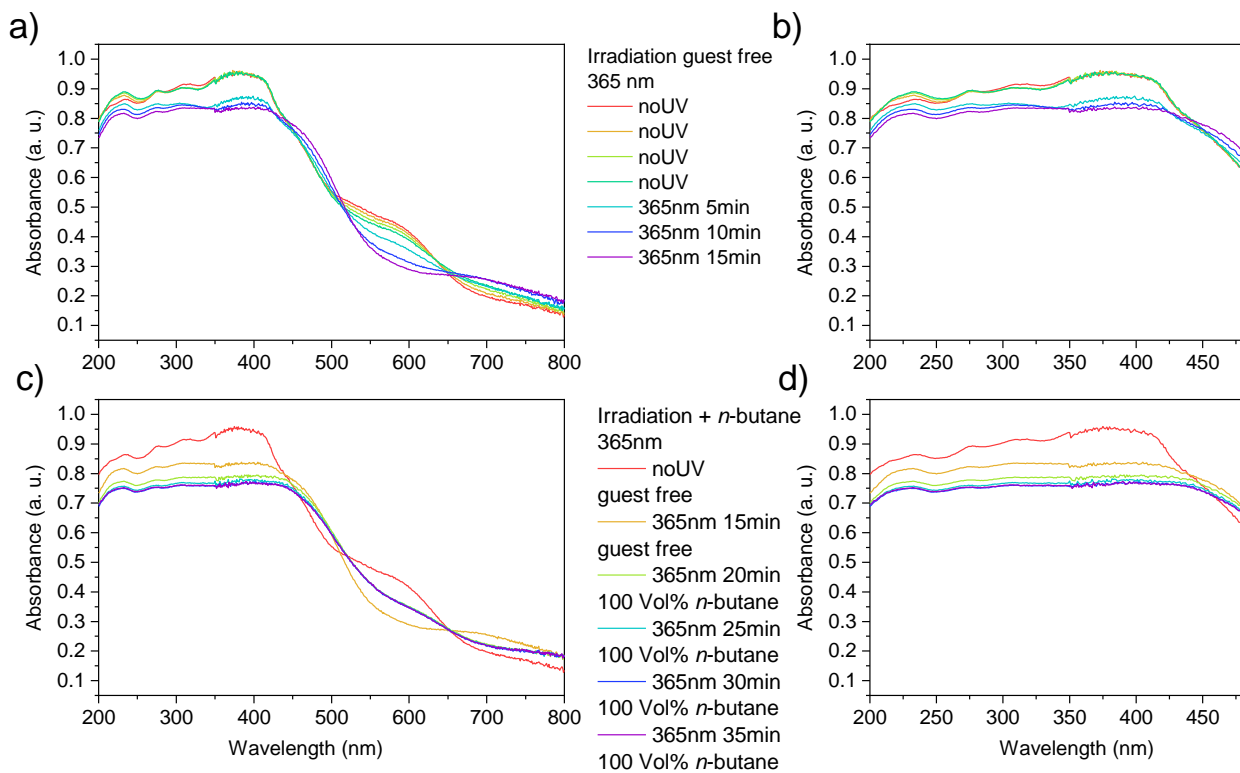 a)
Absorbance (a. u.)
1.0
0.9
0.8
0.7
0.6
0.5
0.4
0.3
0.2
0.1
200 300 400 500 600 700 800
Irradiation guest free
365 nm
noUV
noUV
noUV
noUV
365nm 5min
365nm 10min
365nm 15min
b)
Absorbance (a. u.)
1.0
0.9
0.8
0.7
0.6
0.5
0.4
0.3
0.2
0.1
200 250 300 350 400 450
c)
Absorbance (a. u.)
1.0
0.9
0.8
0.7
0.6
0.5
0.4
0.3
0.2
0.1
200 300 400 500 600 700 800
Wavelength (nm)
Irradiation + n-butane
365nm
noUV
guest free
365nm 15min
guest free
365nm 20min
100 Vol% n-butane
365nm 25min
100 Vol% n-butane
365nm 30min
100 Vol% n-butane
365nm 35min
100 Vol% n-butane
d)
Absorbance (a. u.)
1.0
0.9
0.8
0.7
0.6
0.5
0.4
0.3
0.2
0.1
200 250 300 350 400 450
Wavelength (nm)